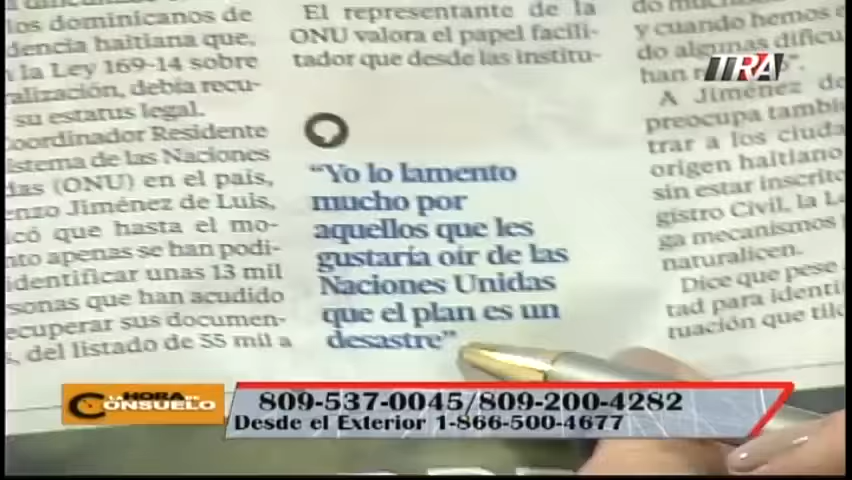 los dominicanos de
dencia haitiana que,
la Ley 169-14 sobre
ralización, debía recu-
su estatus legal.
Coordinador Residente
istema de las Naciones
das (ONU) en el país,
enzo Jiménez de Luis,
có que hasta el mo-
nto apenas se han podi-
identificar unas 13 mil
sonas que han acudido
ecuperar sus documen-
s, del listado de 55 mil a
El representante de la
ONU valora el papel facili-
tador que desde las institu-
“Yo lo lamento
mucho por
aquellos que les
gustaría oír de las
Naciones Unidas
que el plan es un
desastre”
y cuando hemos
do algunas dificu
han
A Jiménez de
preocupa tambi
trar a los ciuda
origen haitiano
sin estar inscrito
gistro Civil, la L
ga mecanismos
naturalicen.
Dice que pese
tad para identi
tuación que til
TRA
LA HORA DE
CONSUELO
809-537-0045/809-200-4282
Desde el Exterior 1-866-500-4677